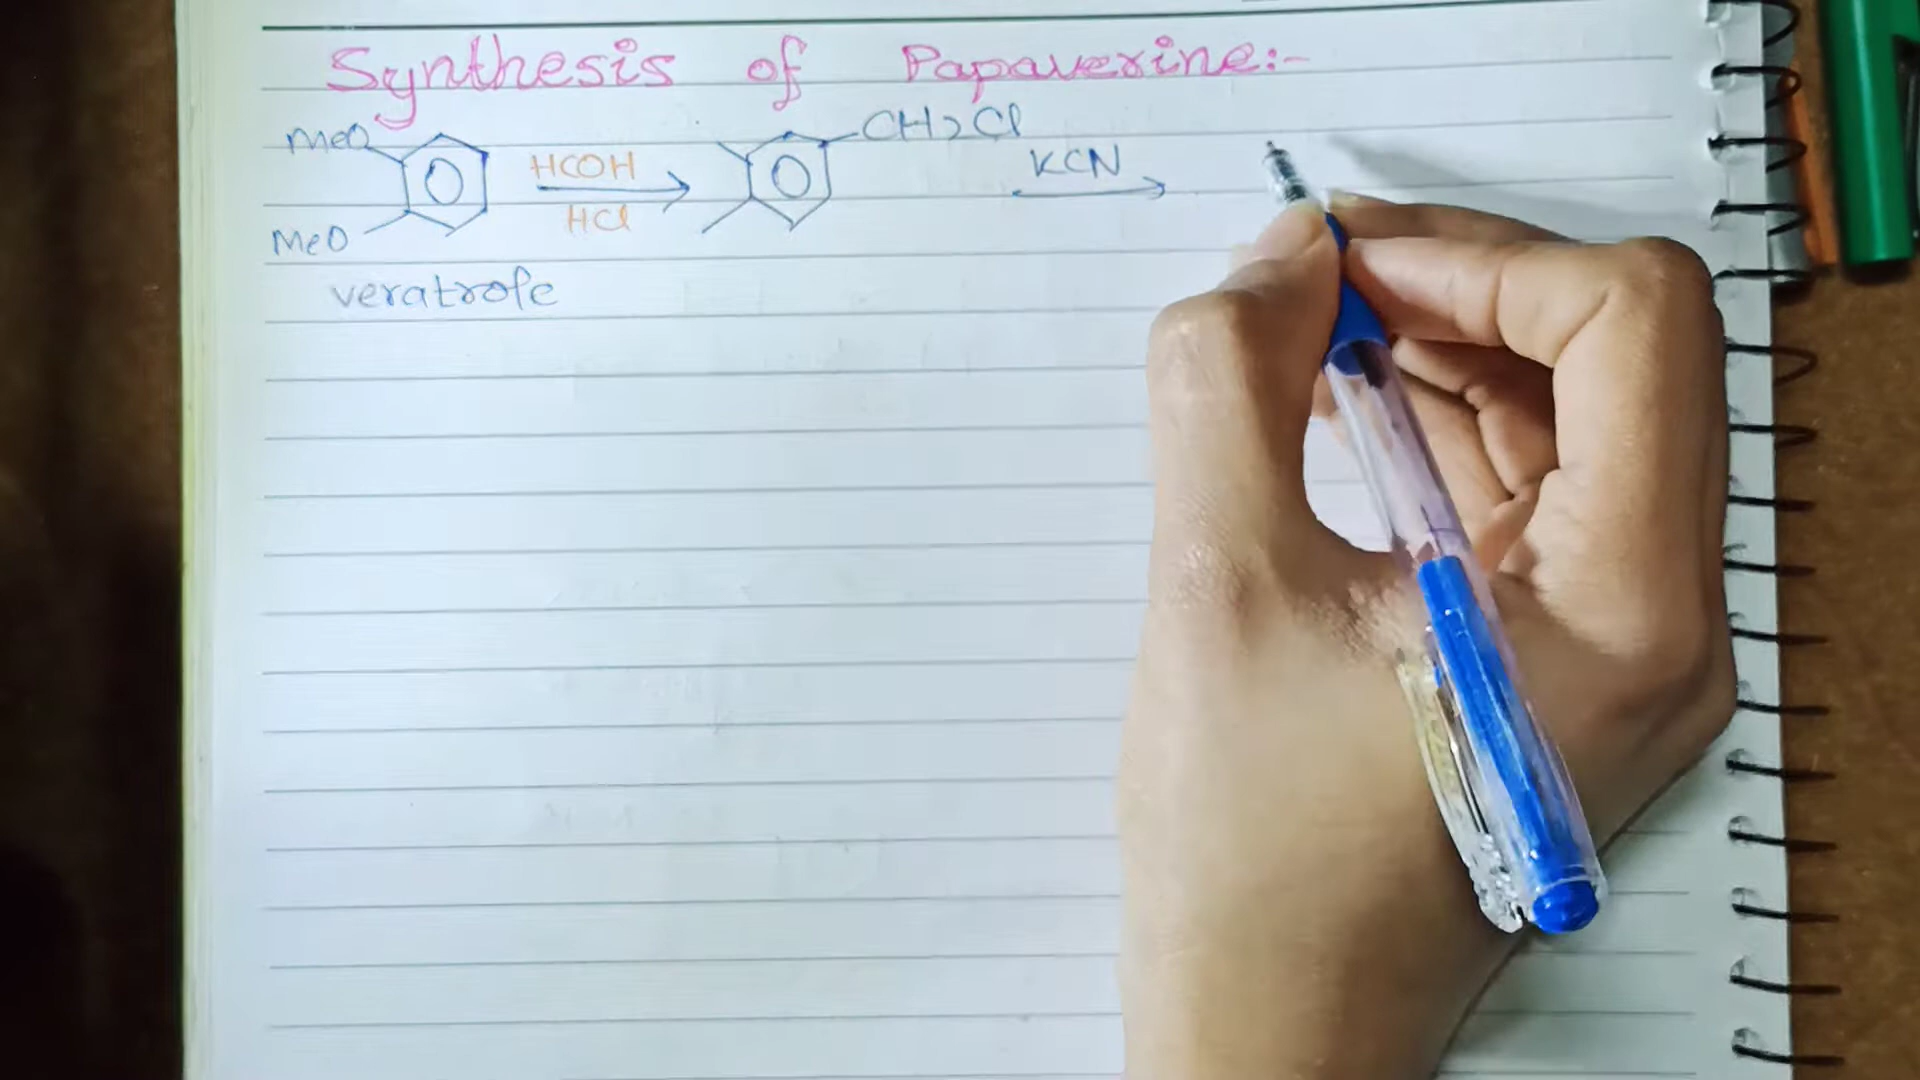 Synthesis of Papaverine:-
MeO CH2Cl
HCOH KCN
HCl
MeO
veratrole